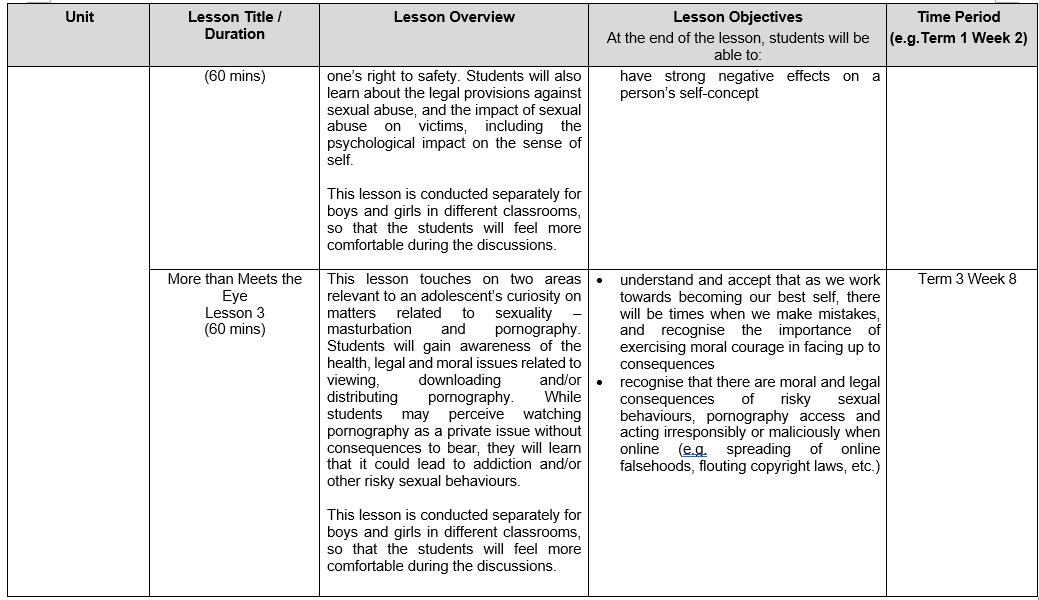 Unit
Lesson Title /
Duration
Lesson Overview
Lesson Objectives
At the end of the lesson, students will be
able to:
Time Period
(e.g.Term 1 Week 2)
(60 mins)
one's right to safety. Students will also
learn about the legal provisions against
sexual abuse, and the impact of sexual
abuse on victims, including the
psychological impact on the sense of
self.
This lesson is conducted separately for
boys and girls in different classrooms,
so that the students will feel more
comfortable during the discussions.
have strong negative effects on a
person's self-concept
More than Meets the
Eye
Lesson 3
(60 mins)
This lesson touches on two areas
relevant to an adolescent's curiosity on
matters related to sexuality –
masturbation and pornography.
Students will gain awareness of the
health, legal and moral issues related to
viewing, downloading and/or
distributing pornography. While
students may perceive watching
pornography as a private issue without
consequences to bear, they will learn
that it could lead to addiction and/or
other risky sexual behaviours.
This lesson is conducted separately for
boys and girls in different classrooms,
so that the students will feel more
comfortable during the discussions.
• understand and accept that as we work
towards becoming our best self, there
will be times when we make mistakes,
and recognise the importance of
exercising moral courage in facing up to
consequences
• recognise that there are moral and legal
consequences of risky sexual
behaviours, pornography access and
acting irresponsibly or maliciously when
online (e.g. spreading of online
falsehoods, flouting copyright laws, etc.)
Term 3 Week 8